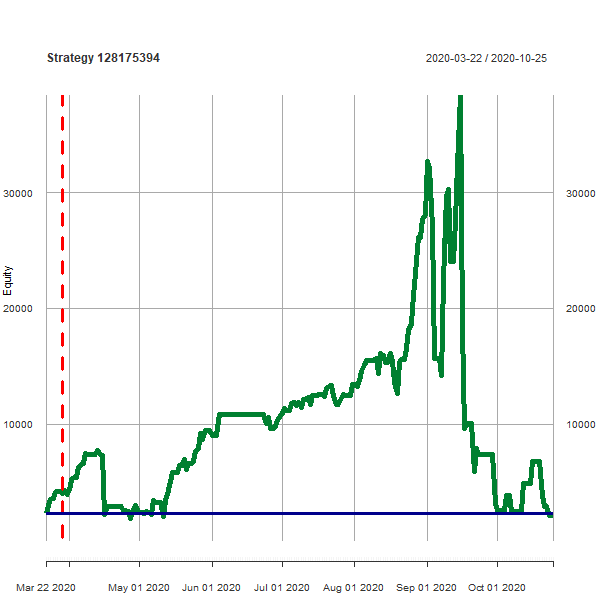 Strategy 128175394
2020-03-22 / 2020-10-25
30000
30000
20000
20000
10000
10000
Equity
Mar 22 2020
May 01 2020
Jun 01 2020
Jul 01 2020
Aug 01 2020
Sep 01 2020
Oct 01 2020